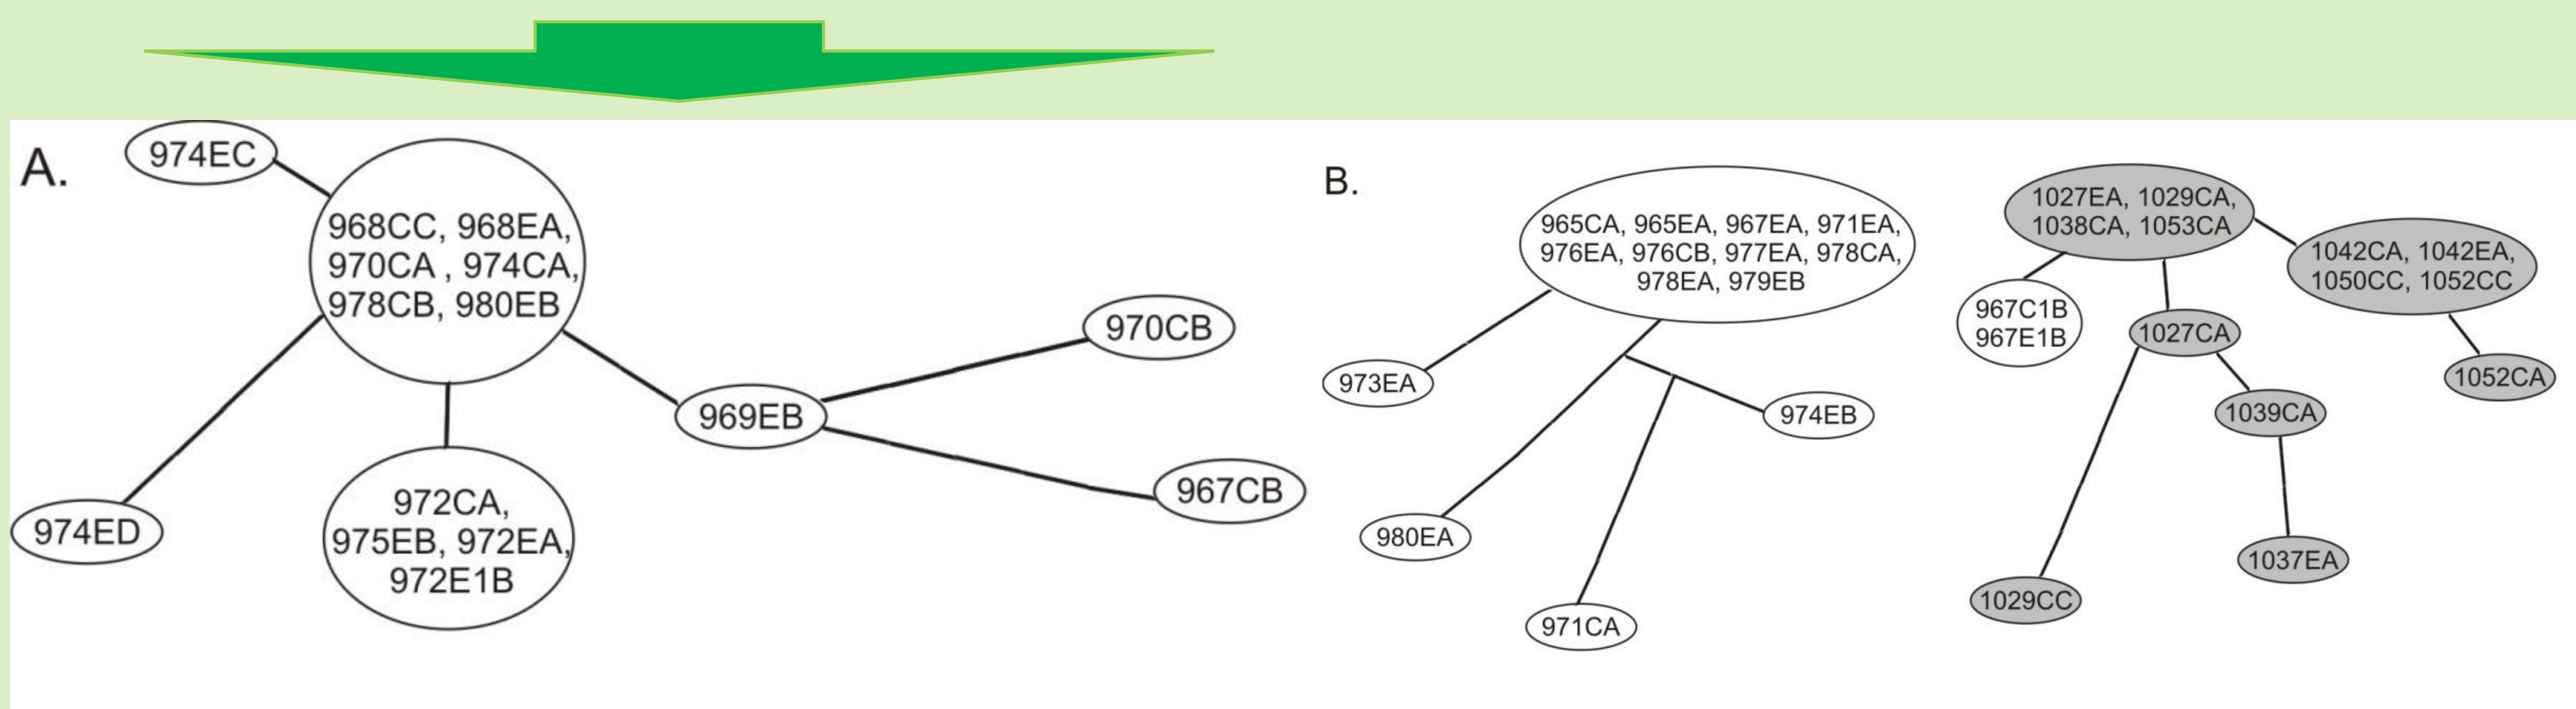 A.
974EC
968CC, 968EA,
970CA , 974CA,
978CB, 980EB
970CB
969EB
967CB
974ED
972CA,
975EB, 972EA,
972E1B
B.
965CA, 965EA, 967EA, 971EA,
976EA, 976CB, 977EA, 978CA,
978EA, 979EB
973EA
974EB
980EA
971CA
1027EA, 1029CA,
1038CA, 1053CA
1042CA, 1042EA,
1050CC, 1052CC
967C1B
967E1B
1027CA
1052CA
1039CA
1037EA
1029CC